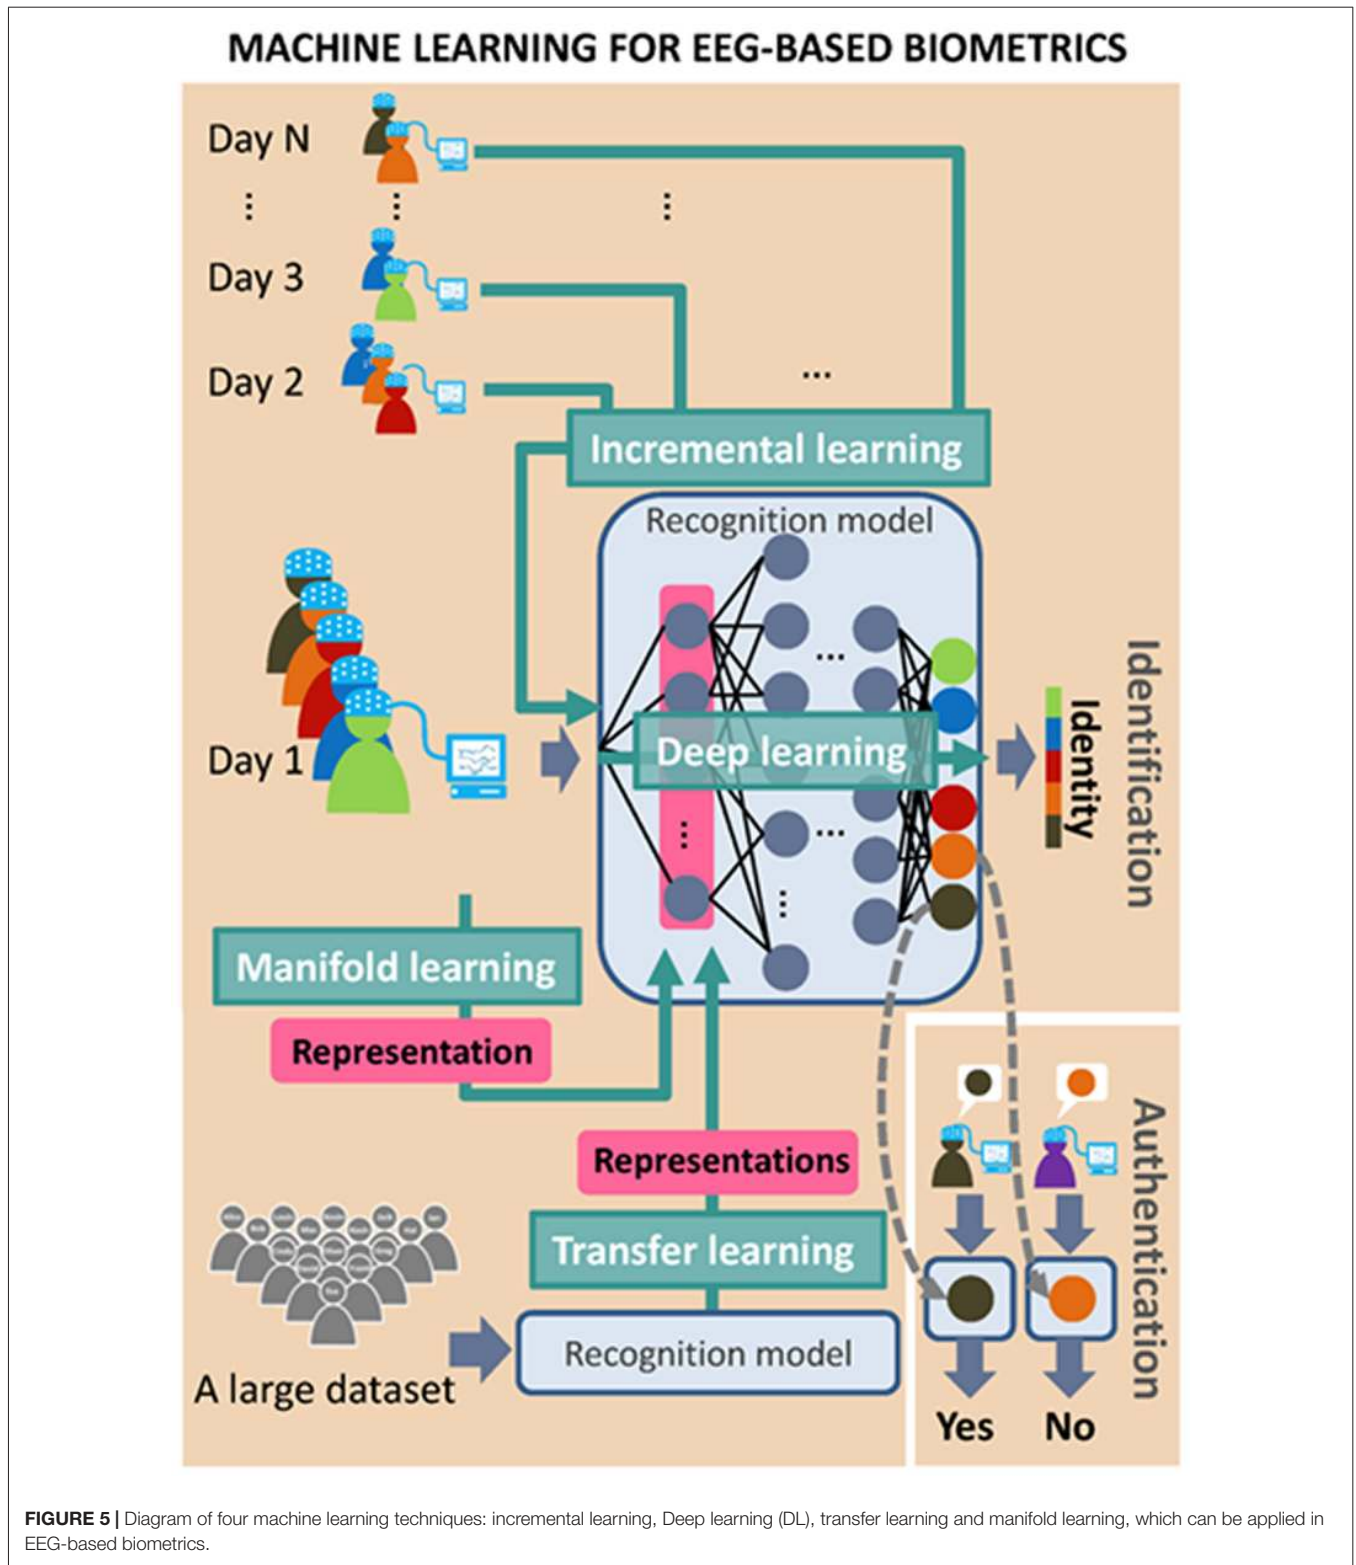 MACHINE LEARNING FOR EEG-BASED BIOMETRICS
Day N
⋮ ⋮ ⋮
Day 3
Day 2
...
Incremental learning
Recognition model
...
Deep learning
Day 1
Identity
Identification
⋮
...
⋮
Manifold learning
Representation
Representations
Transfer learning
Recognition model
A large dataset
Authentication
Yes
No
FIGURE 5 | Diagram of four machine learning techniques: incremental learning, Deep learning (DL), transfer learning and manifold learning, which can be applied in
EEG-based biometrics.